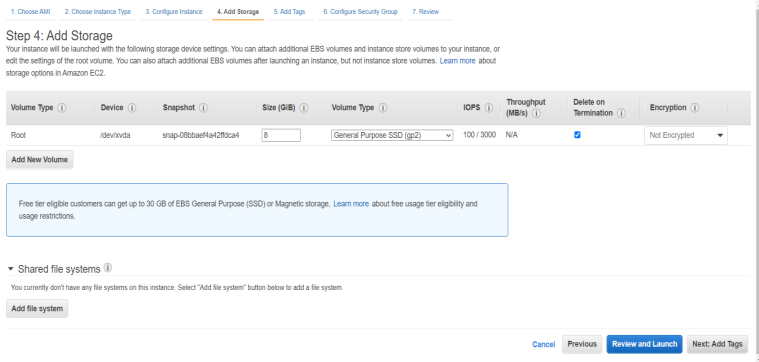 1. Choose AMI 2. Choose Instance Type 3. Configure Instance 4. Add Storage 5. Add Tags 6. Configure Security Group 7. Review
Step 4: Add Storage
Your instance will be launched with the following storage device settings. You can attach additional EBS volumes and instance store volumes to your instance, or
edit the settings of the root volume. You can also attach additional EBS volumes after launching an instance, but not instance store volumes. Learn more about
storage options in Amazon EC2.
Volume Type Device Snapshot Size (GiB) Volume Type IOPS Throughput (MB/s) Delete on Termination Encryption
Root /dev/xvda snap-08bbaef4a42ffdca4 8 General Purpose SSD (gp2) 100 / 3000 N/A Not Encrypted
Add New Volume
Free tier eligible customers can get up to 30 GB of EBS General Purpose (SSD) or Magnetic storage. Learn more about free usage tier eligibility and
usage restrictions.
Shared file systems
You currently don't have any file systems on this instance. Select "Add file system" button below to add a file system.
Add file system
Cancel Previous Review and Launch Next: Add Tags